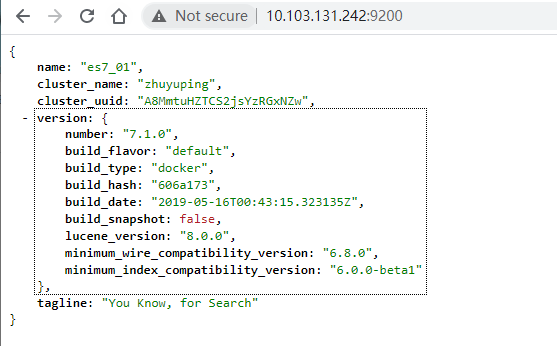 Not secure | 10.103.131.242:9200
{
name: "es7_01",
cluster_name: "zhuyuping",
cluster_uuid: "A8MmtuHZTCS2jsYzRGxNZw",
- version: {
number: "7.1.0",
build_flavor: "default",
build_type: "docker",
build_hash: "606a173",
build_date: "2019-05-16T00:43:15.323135Z",
build_snapshot: false,
lucene_version: "8.0.0",
minimum_wire_compatibility_version: "6.8.0",
minimum_index_compatibility_version: "6.0.0-beta1"
},
tagline: "You Know, for Search"
}